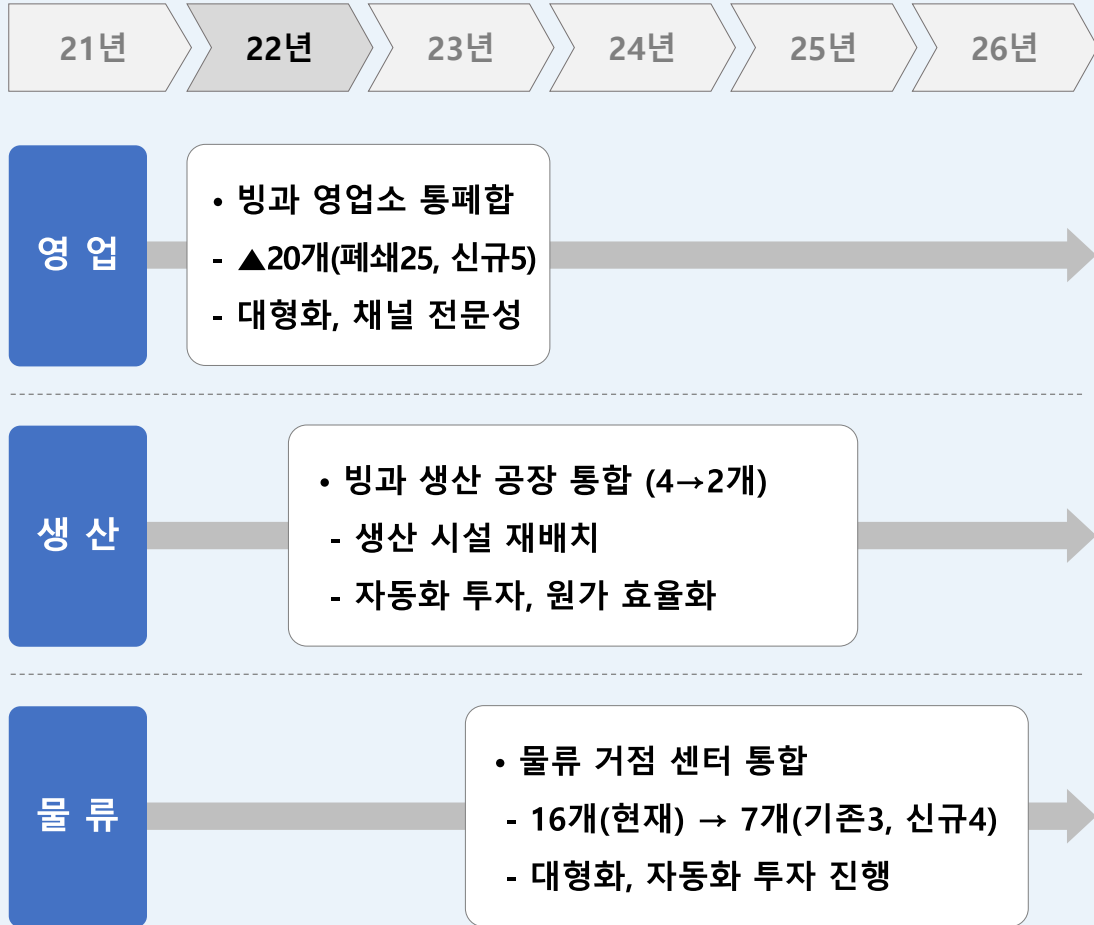 21년 22년 23년 24년 25년 26년
영 업
• 빙과 영업소 통폐합
- ▲20개(폐쇄25, 신규5)
- 대형화, 채널 전문성
생 산
• 빙과 생산 공장 통합 (4→2개)
- 생산 시설 재배치
- 자동화 투자, 원가 효율화
물 류
• 물류 거점 센터 통합
- 16개(현재) → 7개(기존3, 신규4)
- 대형화, 자동화 투자 진행